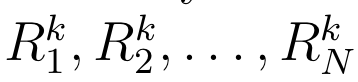 $R_1^k, R_2^k, \ldots, R_N^k$